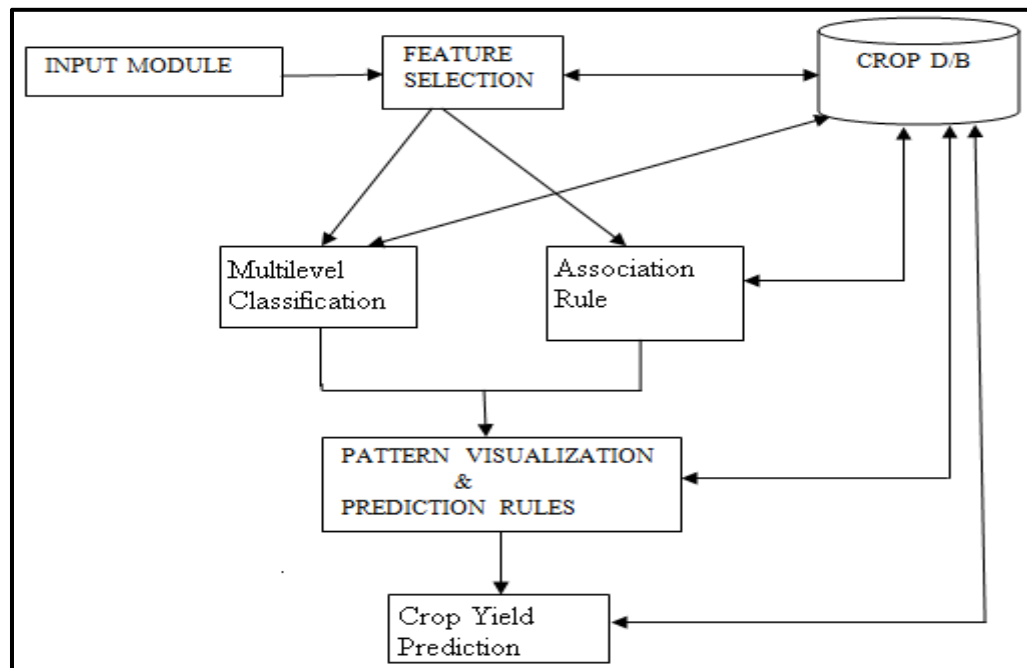 INPUT MODULE
FEATURE
SELECTION
CROP D/B
Multilevel
Classification
Association
Rule
PATTERN VISUALIZATION
&
PREDICTION RULES
Crop Yield
Prediction